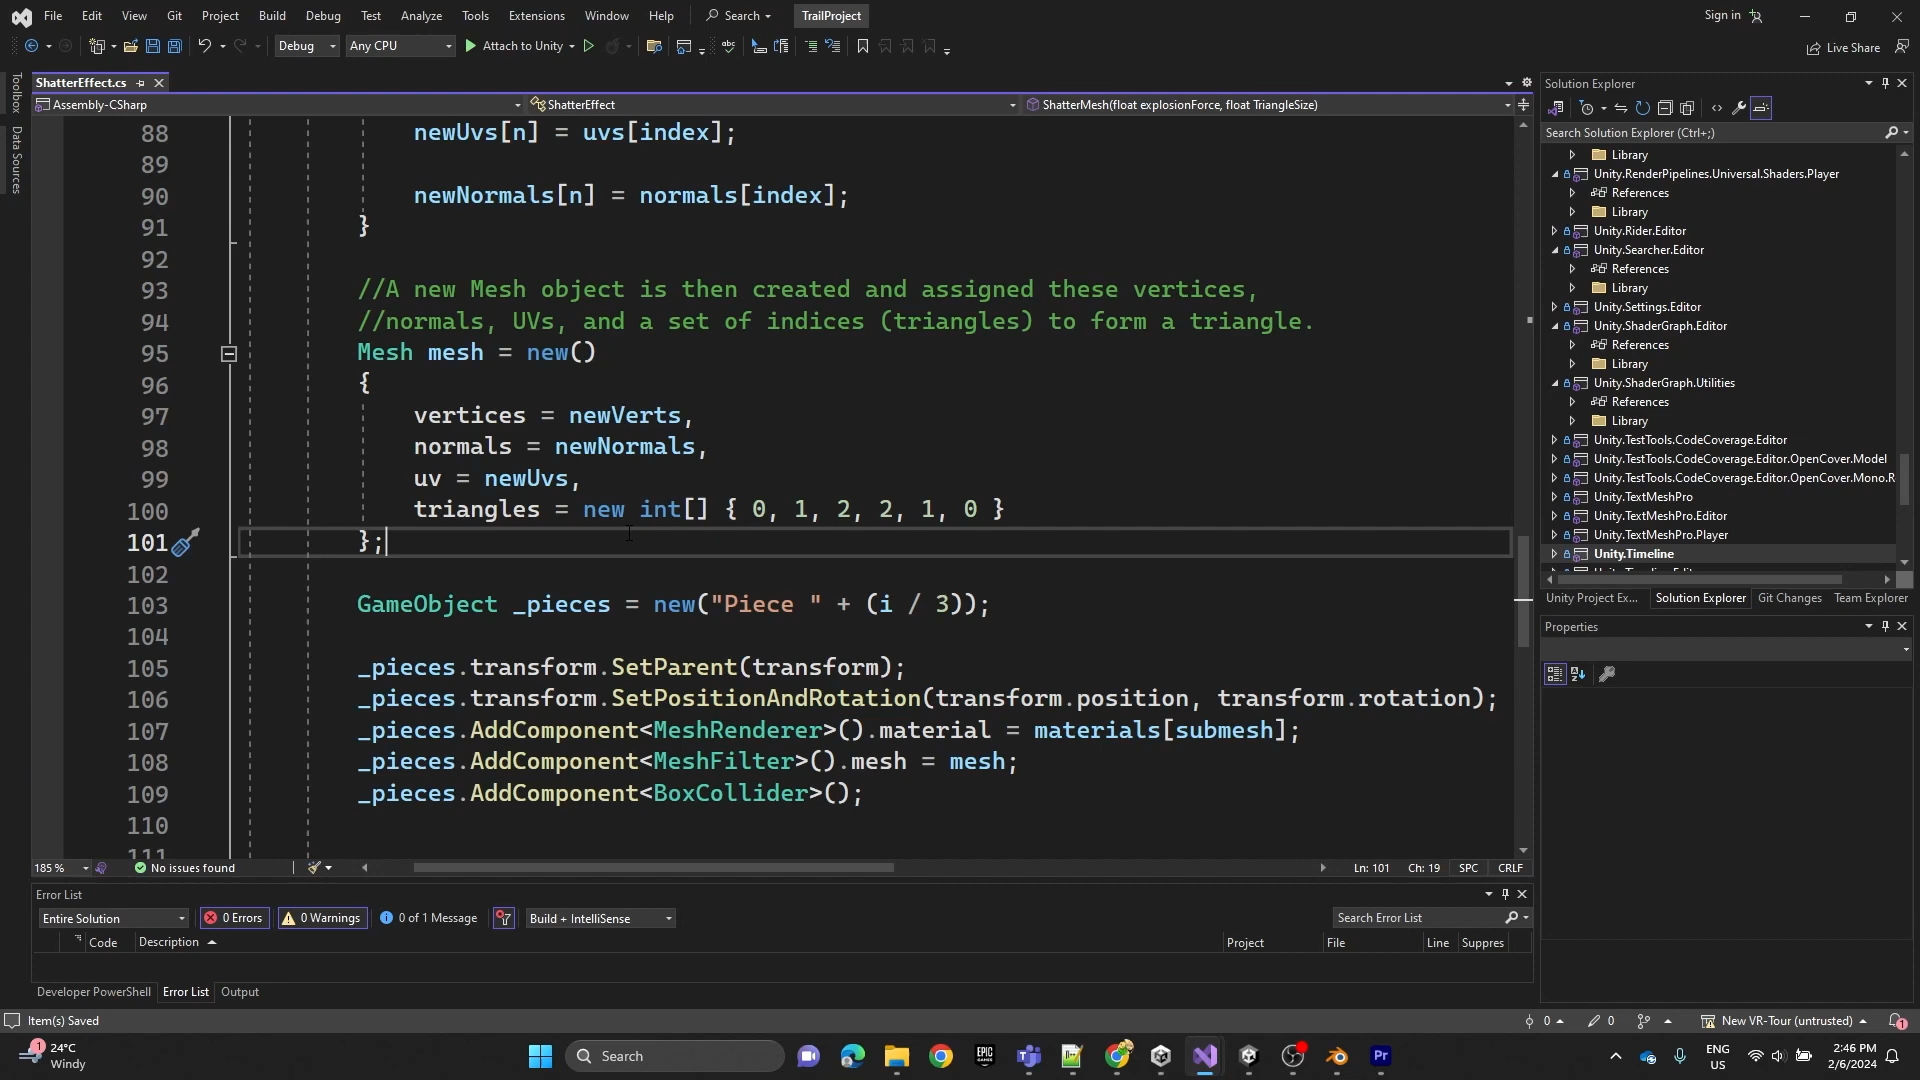 File Edit View Git Project Build Debug Test Analyze Tools Extensions Window Help Search TrailProject Sign in
Debug Any CPU Attach to Unity Live Share
ShatterEffect.cs
Assembly-CSharp ShatterEffect ShatterMesh(float explosionForce, float TriangleSize)
Toolbox
Data Sources
88 newUvs[n] = uvs[index];
89
90 newNormals[n] = normals[index];
91 }
92
93 //A new Mesh object is then created and assigned these vertices,
94 //normals, UVs, and a set of indices (triangles) to form a triangle.
95 Mesh mesh = new()
96 {
97 vertices = newVerts,
98 normals = newNormals,
99 uv = newUvs,
100 triangles = new int[] { 0, 1, 2, 2, 1, 0 }
101 };
102
103 GameObject _pieces = new("Piece " + (i / 3));
104
105 _pieces.transform.SetParent(transform);
106 _pieces.transform.SetPositionAndRotation(transform.position, transform.rotation);
107 _pieces.AddComponent<MeshRenderer>().material = materials[submesh];
108 _pieces.AddComponent<MeshFilter>().mesh = mesh;
109 _pieces.AddComponent<BoxCollider>();
110
111
185 % No issues found Ln: 101 Ch: 19 SPC CRLF
Solution Explorer
Search Solution Explorer (Ctrl+;)
Library
Unity.RenderPipelines.Universal.Shaders.Player
References
Library
Unity.Rider.Editor
Unity.Searcher.Editor
References
Library
Unity.Settings.Editor
Unity.ShaderGraph.Editor
References
Library
Unity.ShaderGraph.Utilities
References
Library
Unity.TestTools.CodeCoverage.Editor
Unity.TestTools.CodeCoverage.Editor.OpenCover.Model
Unity.TestTools.CodeCoverage.Editor.OpenCover.Mono.R
Unity.TextMeshPro
Unity.TextMeshPro.Editor
Unity.TextMeshPro.Player
Unity.Timeline
Unity Project Ex... Solution Explorer Git Changes Team Explorer
Properties
Error List
Entire Solution 0 Errors 0 Warnings 0 of 1 Message Build + IntelliSense Search Error List
Code Description Project File Line Suppres
Developer PowerShell Error List Output
Item(s) Saved 0 0 New VR-Tour (untrusted) 1
1 24°C
Windy
Search
EPIC GAMES
Pr
ENG
US
2:46 PM
2/6/2024